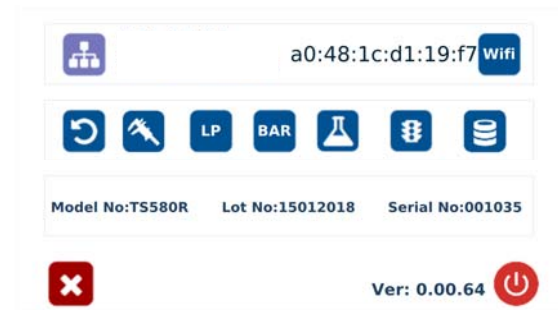 a0:48:1c:d1:19:f7 Wifi
LP BAR
Model No:TS580R Lot No:15012018 Serial No:001035
Ver: 0.00.64